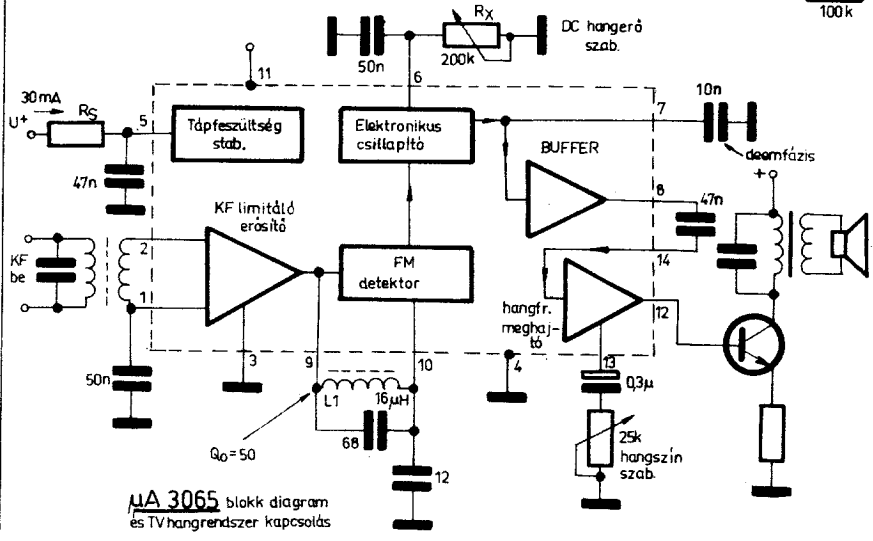 100k
Rx
DC hangerő
szab.
50n
200k
6
11
30mA
RS
U+
5
Tápfeszültség
stab.
Elektronikus
csillapító
7
10n
deemfázis
+
BUFFER
47n
8
47n
KF limitáló
erősítő
KF
be
2
1
FM
detektor
14
hangfr.
meghaj-
tó
12
3
9
10
4
13
50n
L1
16μH
0,3μ
Qo=50
68
25k
hangszín
szab.
12
μA 3065 blokk diagram
és TV hangrendszer kapcsolás